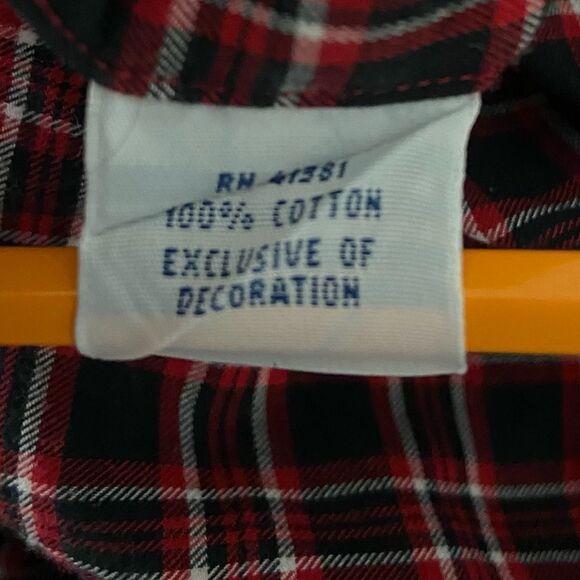 RN 41381
100% COTTON
EXCLUSIVE OF
DECORATION